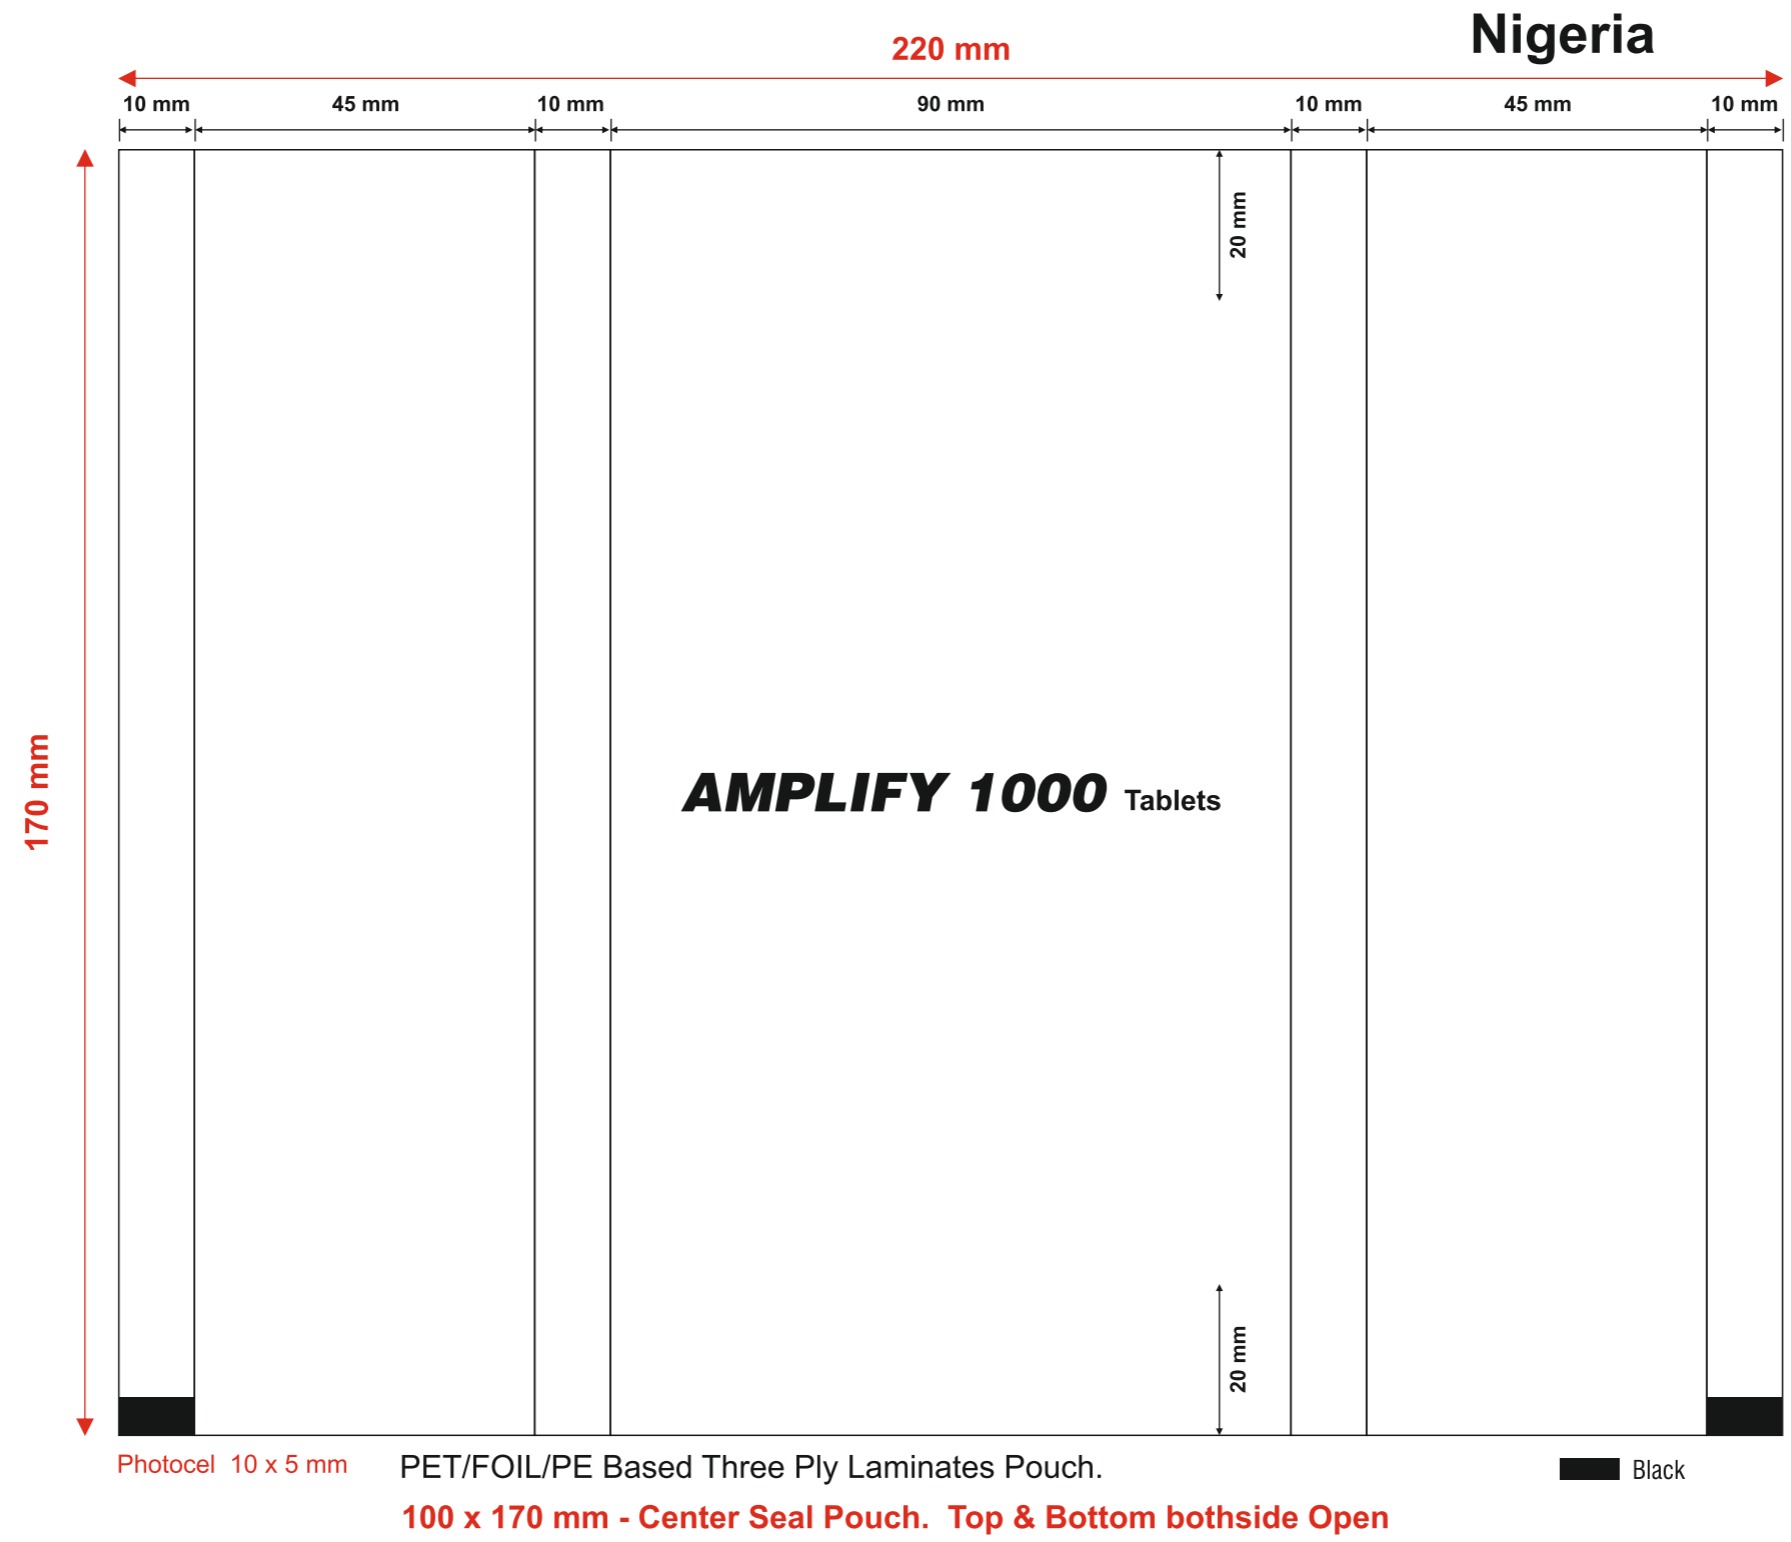 Nigeria
220 mm
10 mm 45 mm 10 mm 90 mm 10 mm 45 mm 10 mm
20 mm
170 mm
AMPLIFY 1000 Tablets
20 mm
Photocel 10 x 5 mm
PET/FOIL/PE Based Three Ply Laminates Pouch.
Black
100 x 170 mm - Center Seal Pouch. Top & Bottom bothside Open